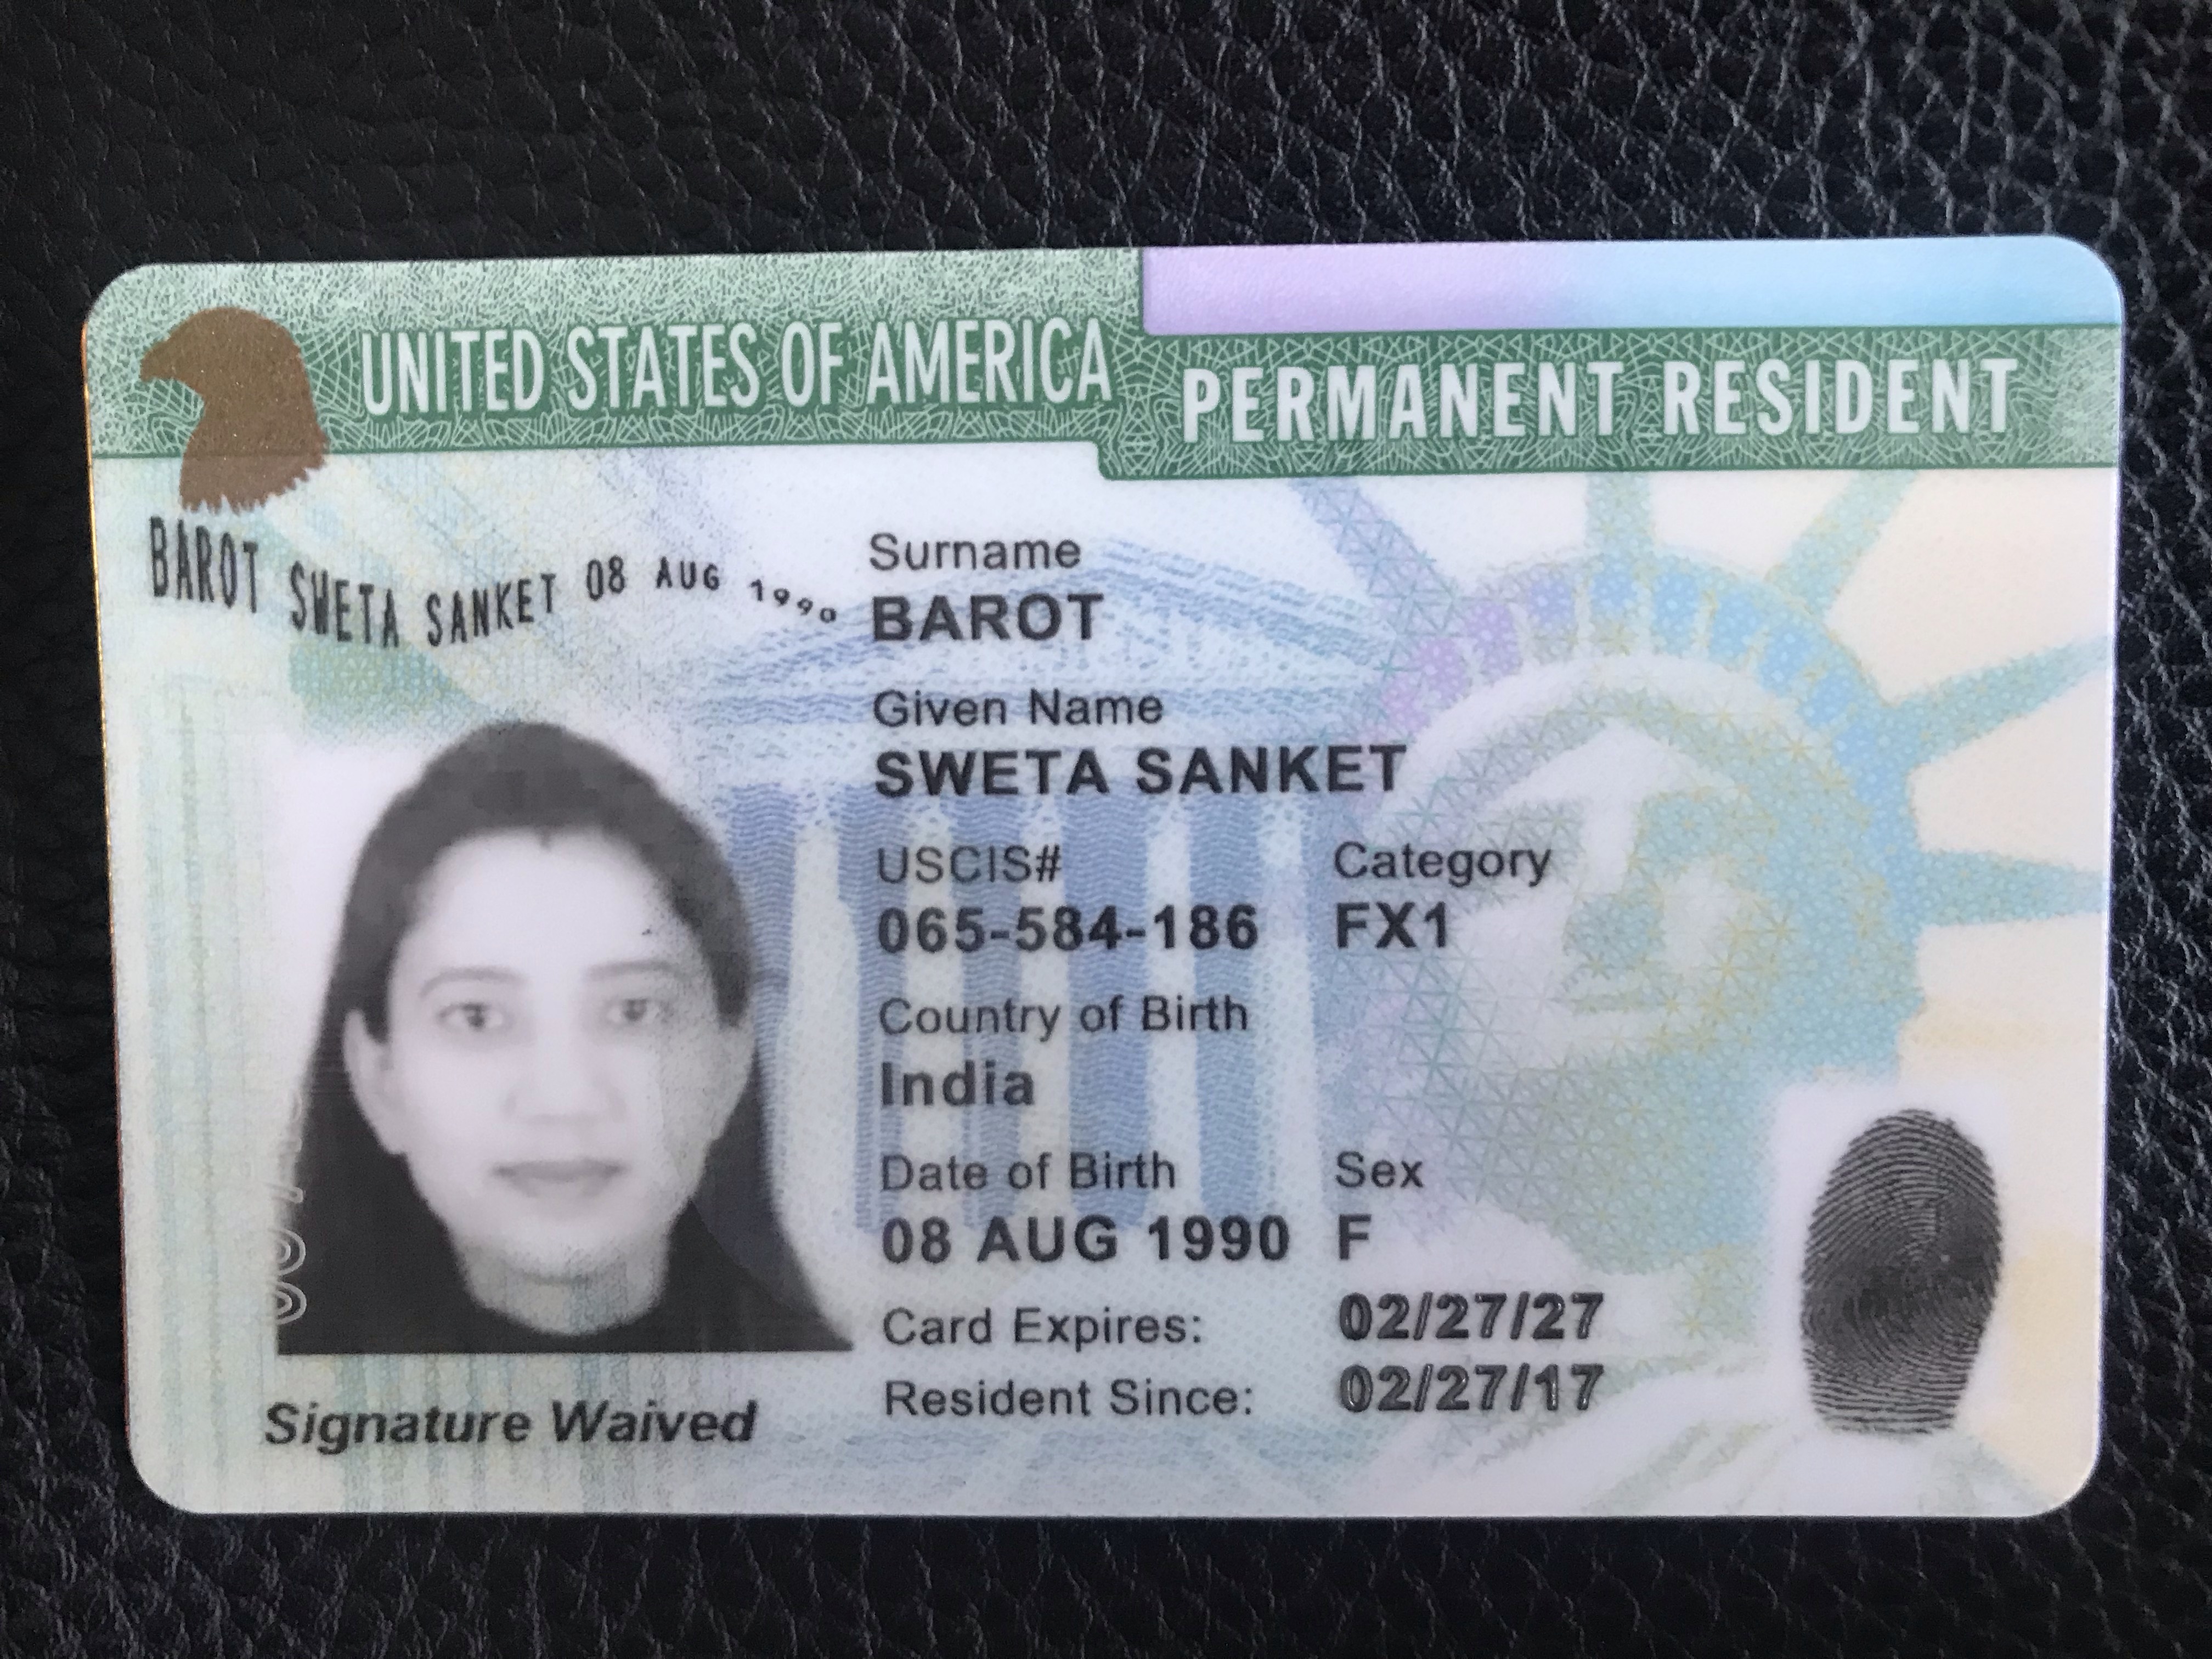 UNITED STATES OF AMERICA
PERMANENT RESIDENT
BAROT SWETA SANKET 08 AUG 1990
Surname
BAROT
Given Name
SWETA SANKET
USCIS# Category
065-584-186 FX1
Country of Birth
India
Date of Birth Sex
08 AUG 1990 F
Card Expires: 02/27/27
Resident Since: 02/27/17
Signature Waived